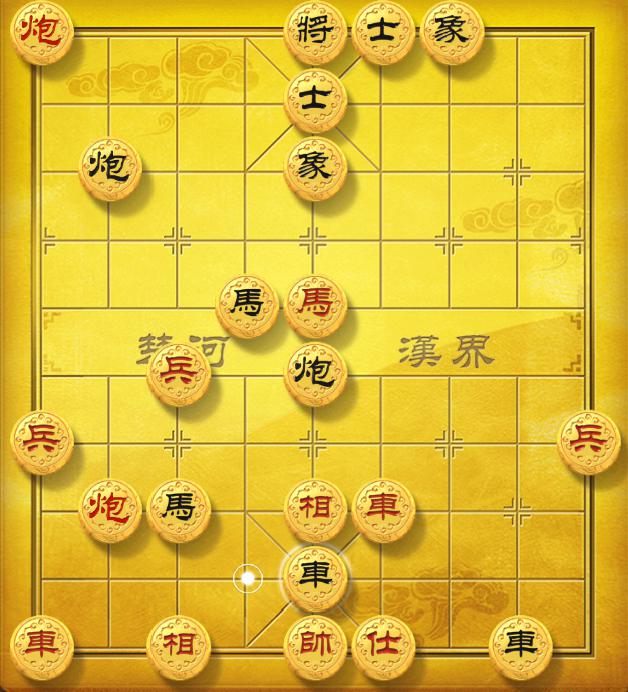 炮 將 士 象
士
炮 象
馬 馬
楚河 漢界
兵 炮
兵 兵
炮 馬 相 車
車
車 相 帥 仕 車